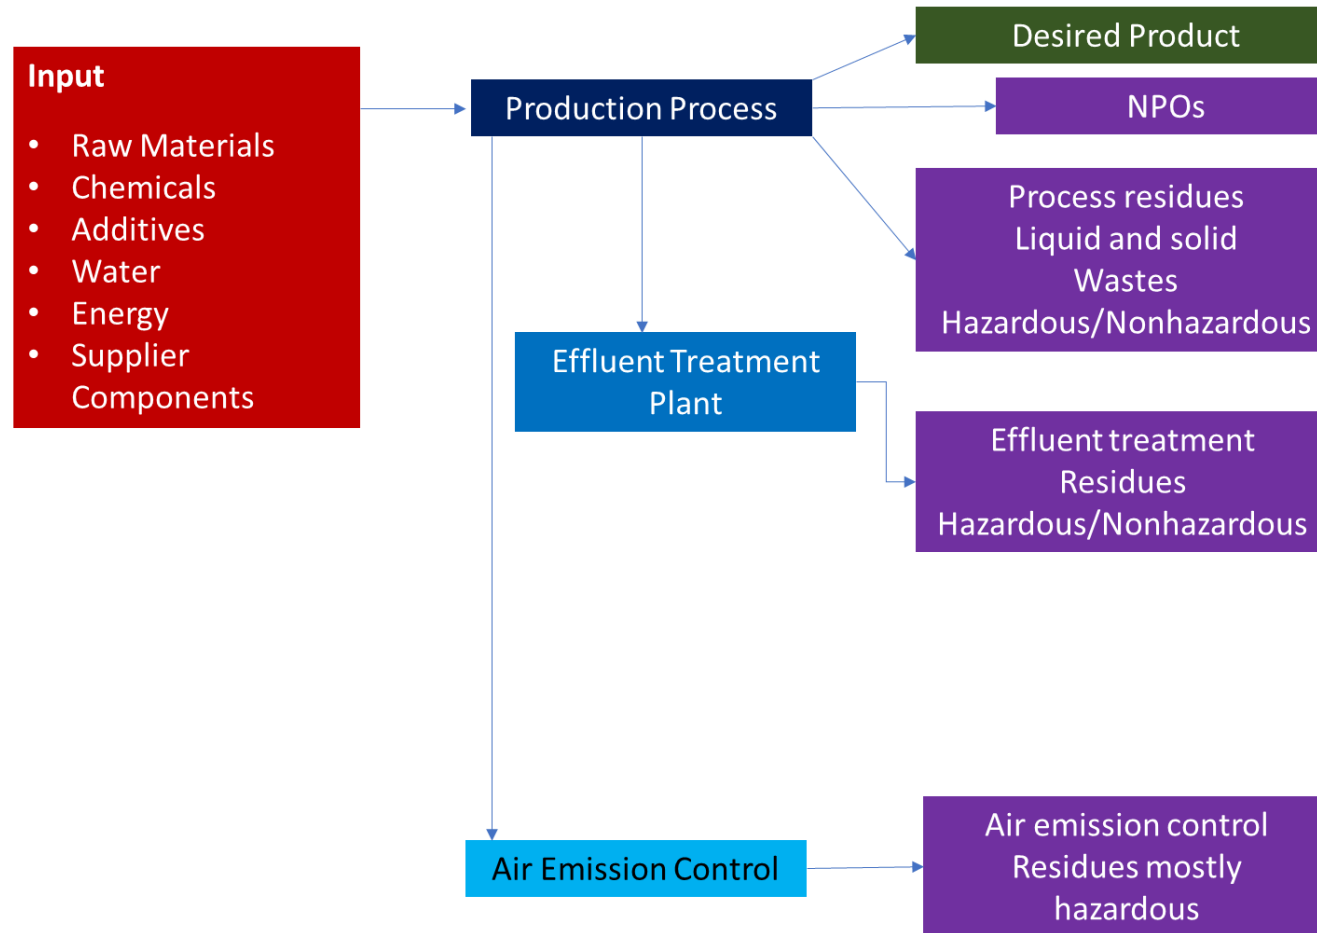 Input
• Raw Materials
• Chemicals
• Additives
• Water
• Energy
• Supplier
Components
Production Process
Desired Product
NPOs
Process residues
Liquid and solid
Wastes
Hazardous/Nonhazardous
Effluent Treatment
Plant
Effluent treatment
Residues
Hazardous/Nonhazardous
Air Emission Control
Air emission control
Residues mostly
hazardous